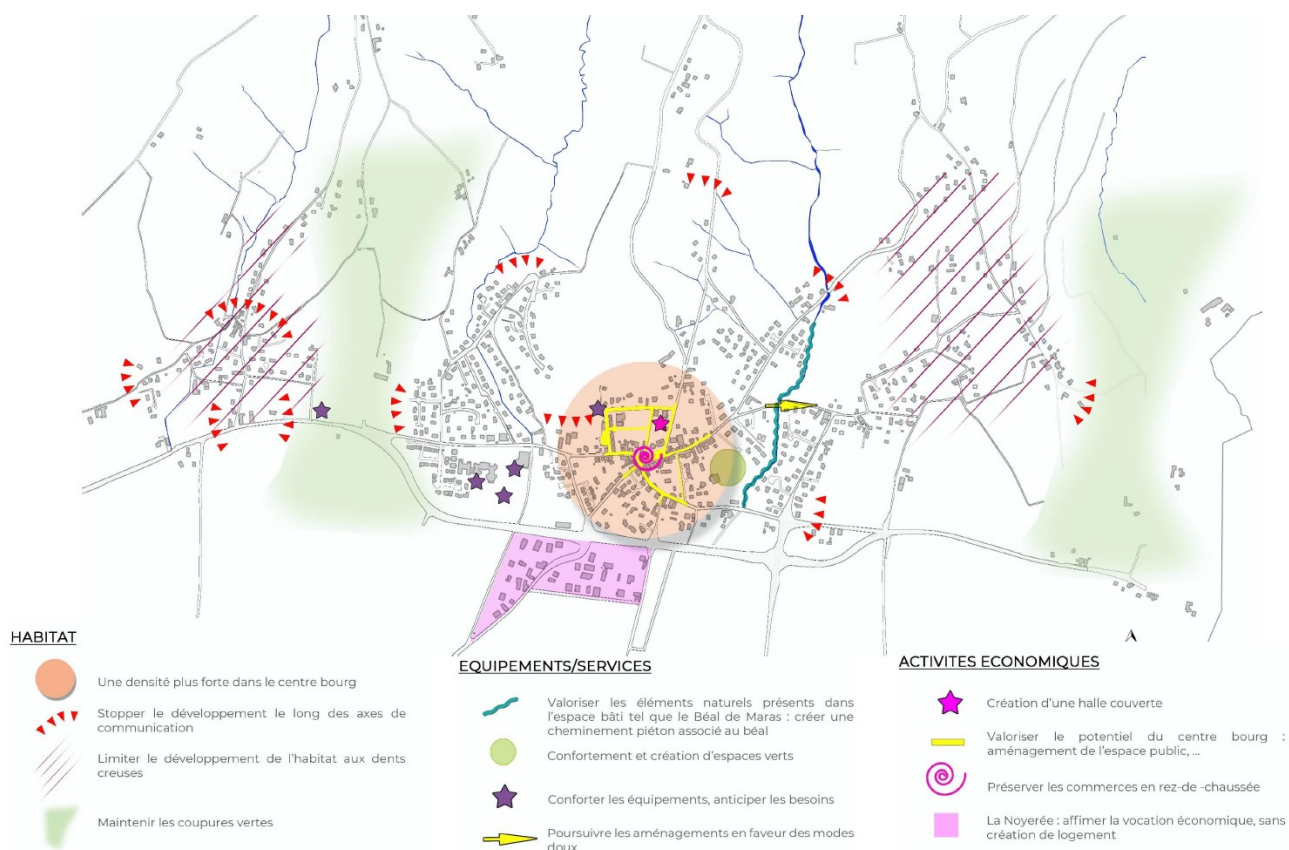 HABITAT
Une densité plus forte dans le centre bourg
Stopper le développement le long des axes de
communication
Limiter le développement de l'habitat aux dents
creuses
Maintenir les coupures vertes
EQUIPEMENTS/SERVICES
Valoriser les éléments naturels présents dans
l'espace bâti tel que le Béal de Maras : créer une
cheminement piéton associé au béal
Confortement et création d'espaces verts
Conforter les équipements, anticiper les besoins
Poursuivre les aménagements en faveur des modes
doux
ACTIVITES ECONOMIQUES
Création d'une halle couverte
Valoriser le potentiel du centre bourg :
aménagement de l'espace public, ...
Préserver les commerces en rez-de -chaussée
La Noyerée : affimer la vocation économique, sans
création de logement